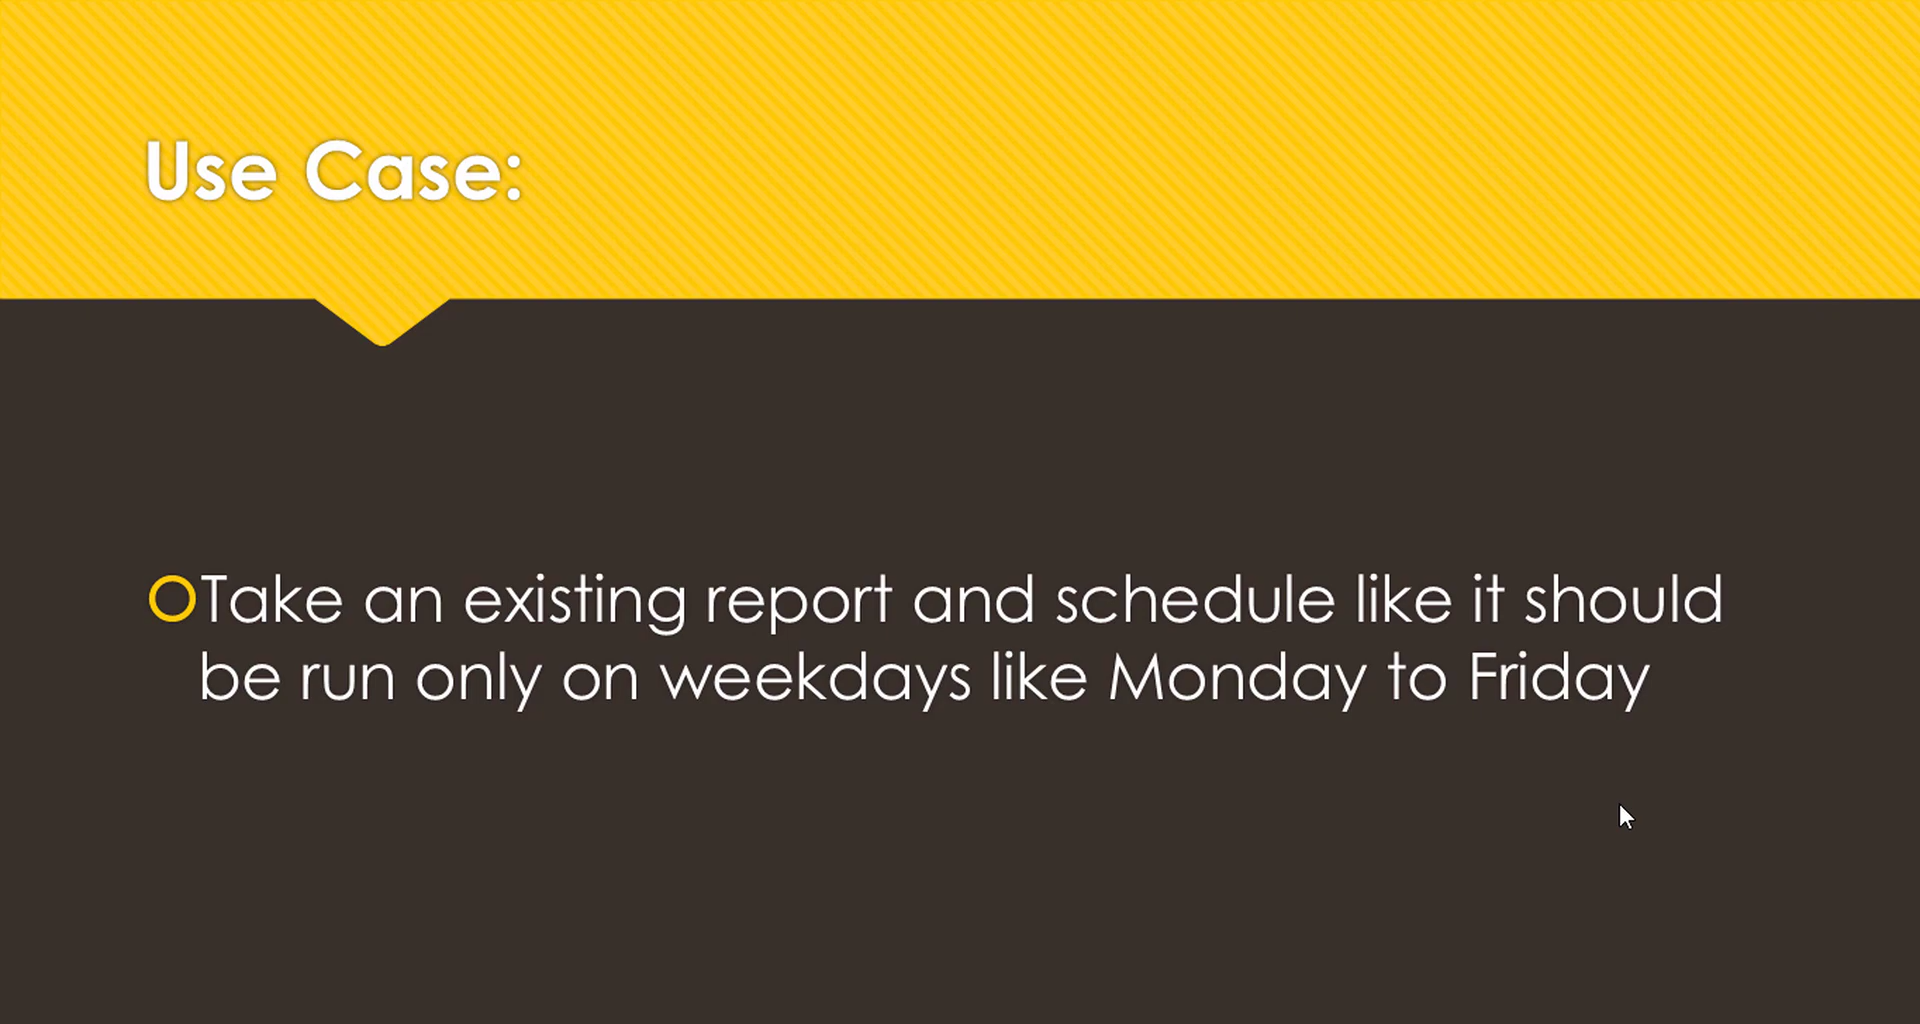 Use Case:
Take an existing report and schedule like it should
be run only on weekdays like Monday to Friday